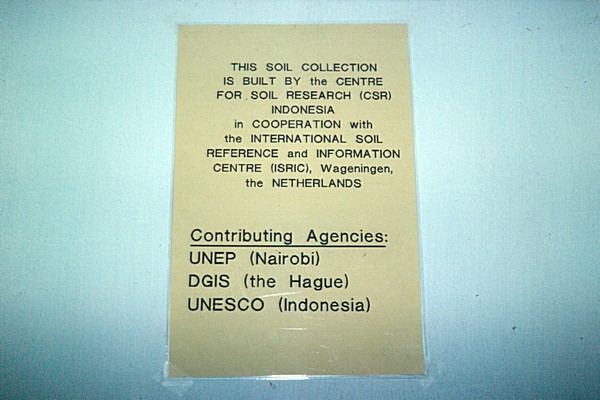 THIS SOIL COLLECTION
IS BUILT BY the CENTRE
FOR SOIL RESEARCH (CSR)
INDONESIA
in COOPERATION with
the INTERNATIONAL SOIL
REFERENCE and INFORMATION
CENTRE (ISRIC), Wageningen,
the NETHERLANDS
Contributing Agencies:
UNEP (Nairobi)
DGIS (the Hague)
UNESCO (Indonesia)